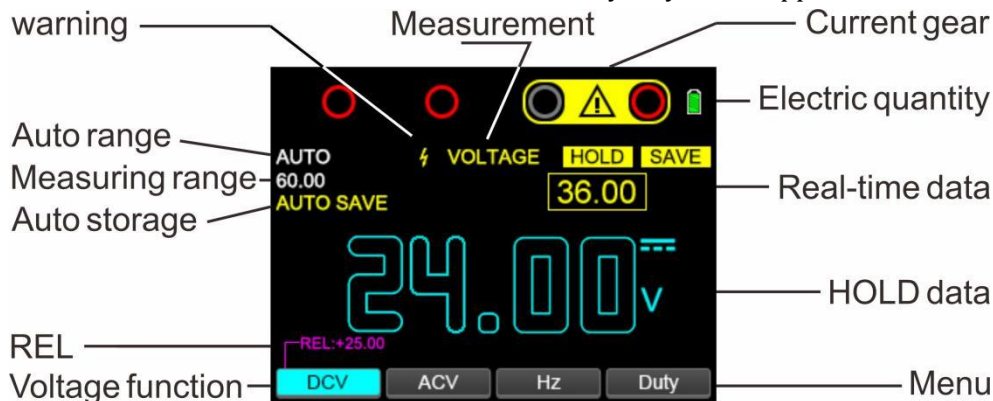 warning
Measurement
Current gear
Electric quantity
Auto range
AUTO
VOLTAGE
HOLD
SAVE
Measuring range
60.00
36.00
Real-time data
Auto storage
AUTO SAVE
24.00 V
HOLD data
REL
REL:+25.00
Voltage function
DCV
ACV
Hz
Duty
Menu